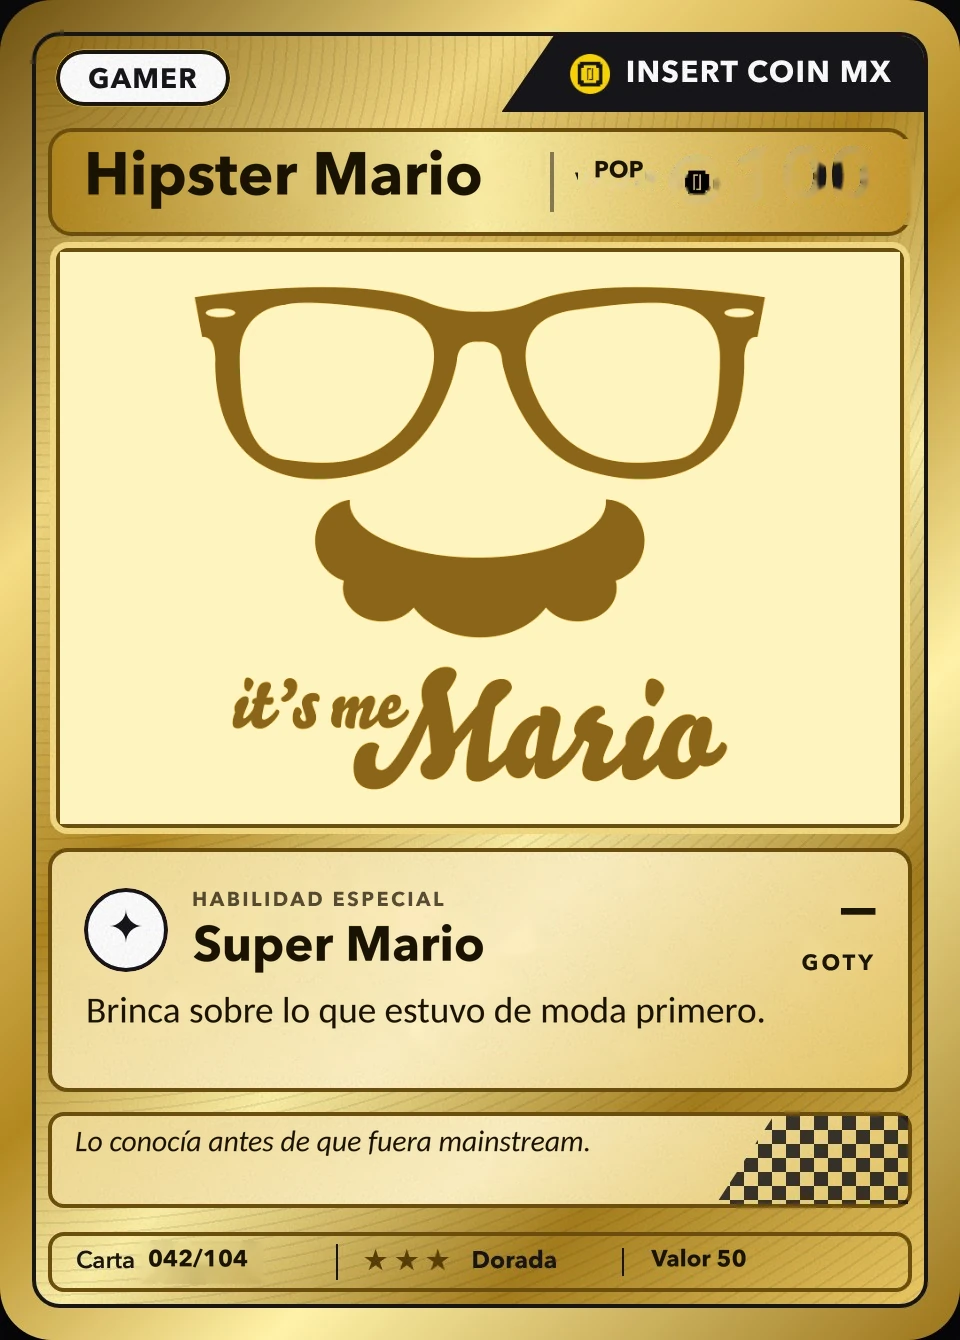 GAMER
INSERT COIN MX
Hipster Mario
POP
it's me Mario
HABILIDAD ESPECIAL
Super Mario
—
GOTY
Brinca sobre lo que estuvo de moda primero.
Lo conocía antes de que fuera mainstream.
Carta 042/104 ★★★ Dorada Valor 50